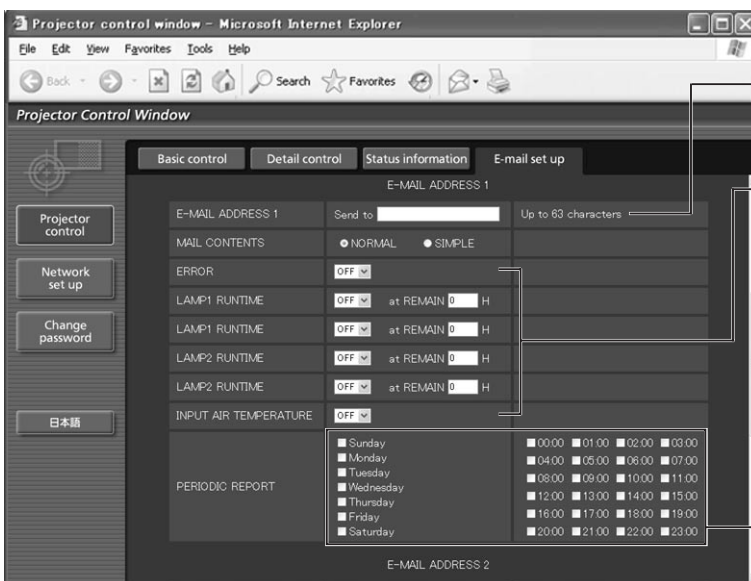 Projector control window - Microsoft Internet Explorer
File Edit View Favorites Tools Help
Back Search Favorites
Projector Control Window
Basic control Detail control Status information E-mail set up
E-MAIL ADDRESS 1
Projector control
Network set up
Change password
日本語
E-MAIL ADDRESS 1 Send to Up to 63 characters
MAIL CONTENTS NORMAL SIMPLE
ERROR OFF
LAMP1 RUNTIME OFF at REMAIN 0 H
LAMP1 RUNTIME OFF at REMAIN 0 H
LAMP2 RUNTIME OFF at REMAIN 0 H
LAMP2 RUNTIME OFF at REMAIN 0 H
INPUT AIR TEMPERATURE OFF
PERIODIC REPORT
Sunday
Monday
Tuesday
Wednesday
Thursday
Friday
Saturday
00:00 01:00 02:00 03:00
04:00 05:00 06:00 07:00
08:00 09:00 10:00 11:00
12:00 13:00 14:00 15:00
16:00 17:00 18:00 19:00
20:00 21:00 22:00 23:00
E-MAIL ADDRESS 2